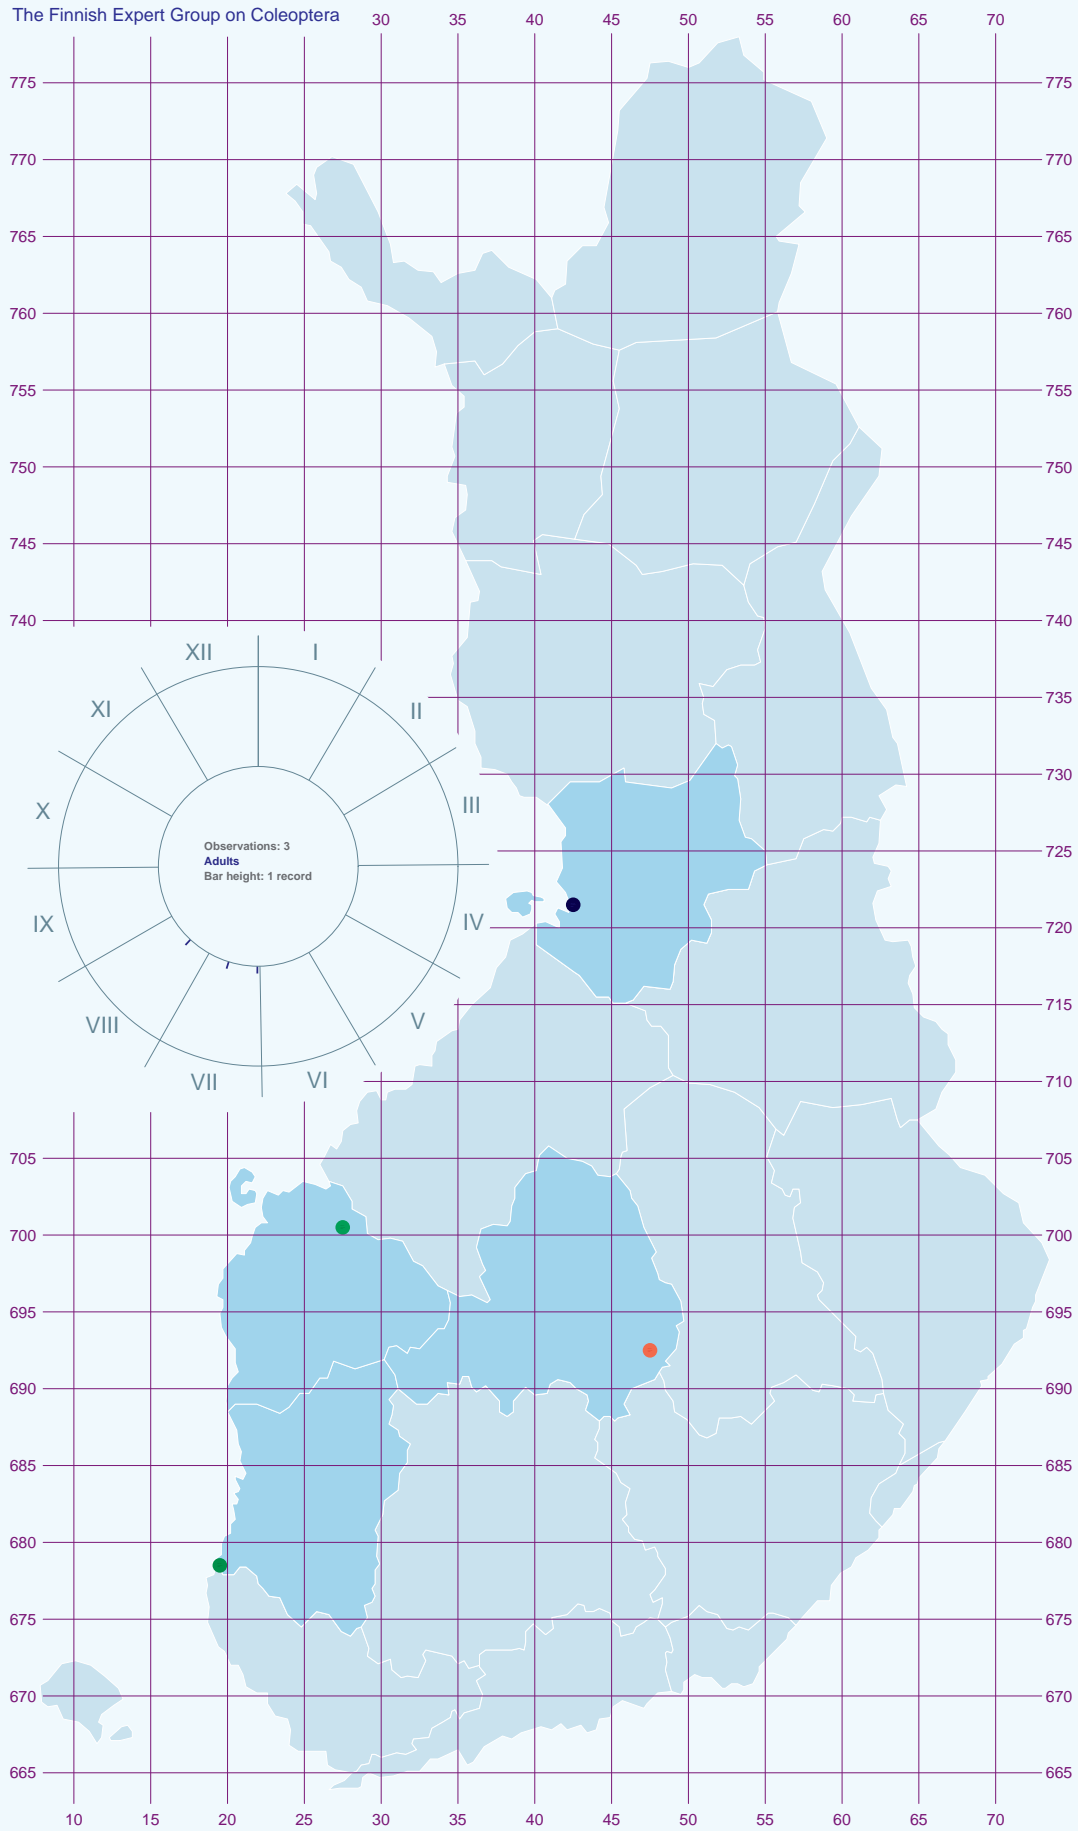 The Finnish Expert Group on Coleoptera 30 35 40 45 50 55 60 65 70
775 775
770 770
765 765
760 760
755 755
750 750
745 745
740 740
XII I
XI II
735
730
X III
Observations: 3
Adults
Bar height: 1 record
725
IX IV 720
VIII V
715
VII VI
710 710
705 705
700 700
695 695
690 690
685 685
680 680
675 675
670 670
665 665
10 15 20 25 30 35 40 45 50 55 60 65 70